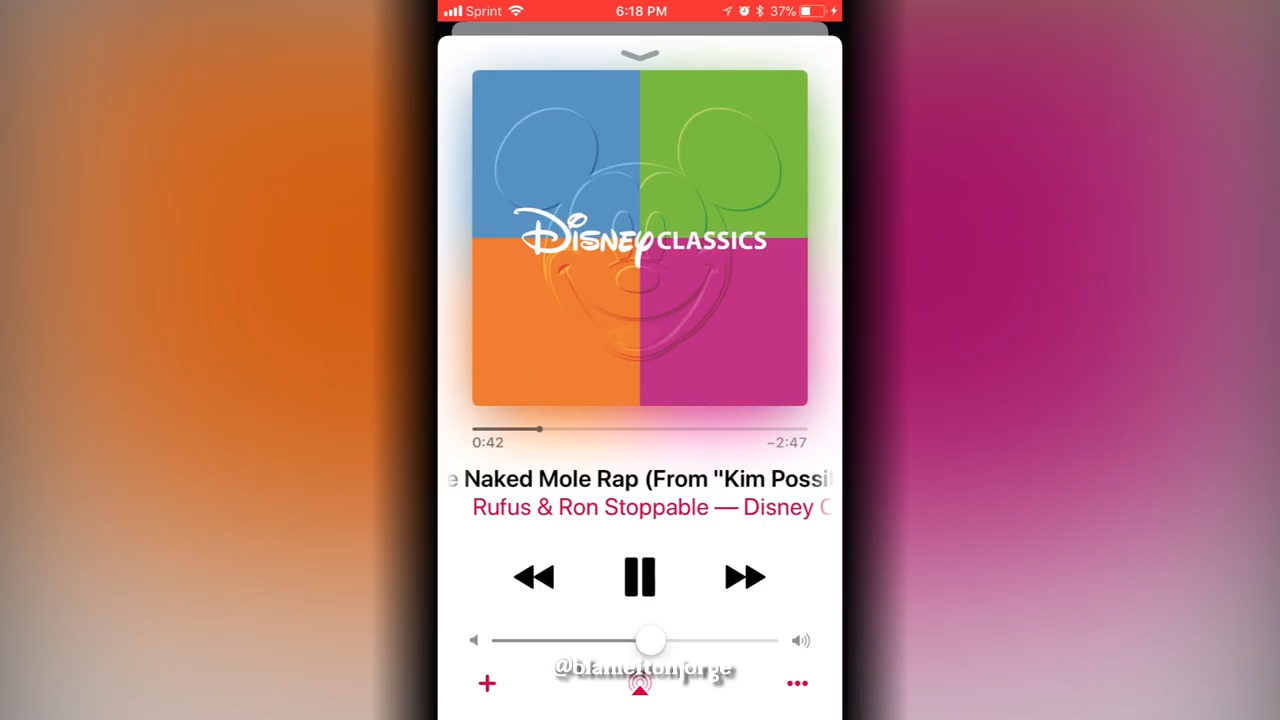 Sprint 6:18 PM 37%
Disney CLASSICS
0:42 −2:47
e Naked Mole Rap (From "Kim Possi
Rufus & Ron Stoppable — Disney C
@blameitonjorge